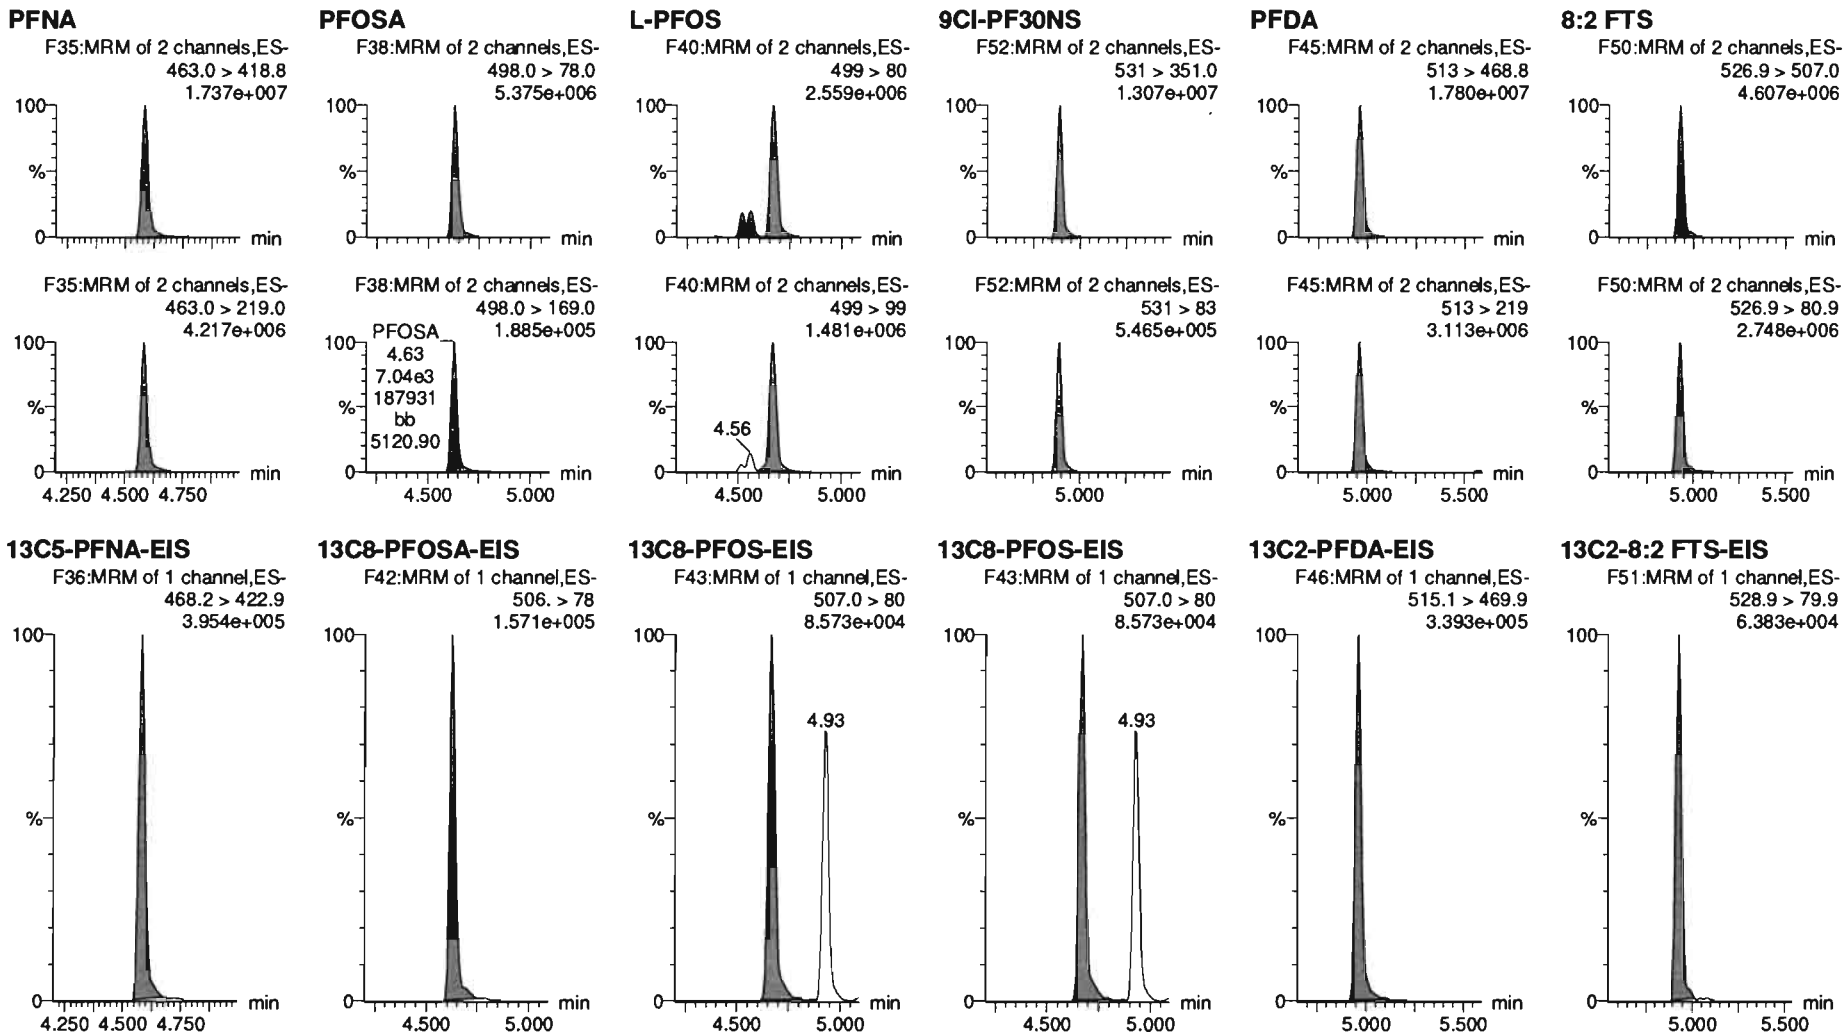 PFNA
F35:MRM of 2 channels,ES-
463.0 > 418.8
1.737e+007
100
%
0
min
F35:MRM of 2 channels,ES-
463.0 > 219.0
4.217e+006
100
%
0
min
4.250 4.500 4.750
PFOSA
F38:MRM of 2 channels,ES-
498.0 > 78.0
5.375e+006
100
%
0
min
F38:MRM of 2 channels,ES-
498.0 > 169.0
1.885e+005
PFOSA
4.63
7.04e3
187931
bb
5120.90
100
%
0
min
4.500 5.000
L-PFOS
F40:MRM of 2 channels,ES-
499 > 80
2.559e+006
100
%
0
min
F40:MRM of 2 channels,ES-
499 > 99
1.481e+006
100
4.56
%
0
min
4.500 5.000
9Cl-PF30NS
F52:MRM of 2 channels,ES-
531 > 351.0
1.307e+007
100
%
0
min
F52:MRM of 2 channels,ES-
531 > 83
5.465e+005
100
%
0
min
5.000
PFDA
F45:MRM of 2 channels,ES-
513 > 468.8
1.780e+007
100
%
0
min
F45:MRM of 2 channels,ES-
513 > 219
3.113e+006
100
%
0
min
5.000 5.500
8:2 FTS
F50:MRM of 2 channels,ES-
526.9 > 507.0
4.607e+006
100
%
0
min
F50:MRM of 2 channels,ES-
526.9 > 80.9
2.748e+006
100
%
0
min
5.000 5.500
13C5-PFNA-EIS
F36:MRM of 1 channel,ES-
468.2 > 422.9
3.954e+005
100
%
0
min
4.250 4.500 4.750
13C8-PFOSA-EIS
F42:MRM of 1 channel,ES-
506. > 78
1.571e+005
100
%
0
min
4.500 5.000
13C8-PFOS-EIS
F43:MRM of 1 channel,ES-
507.0 > 80
8.573e+004
100
4.93
%
0
min
4.500 5.000
13C8-PFOS-EIS
F43:MRM of 1 channel,ES-
507.0 > 80
8.573e+004
100
4.93
%
0
min
4.500 5.000
13C2-PFDA-EIS
F46:MRM of 1 channel,ES-
515.1 > 469.9
3.393e+005
100
%
0
min
5.000 5.500
13C2-8:2 FTS-EIS
F51:MRM of 1 channel,ES-
528.9 > 79.9
6.383e+004
100
%
0
min
5.000 5.500